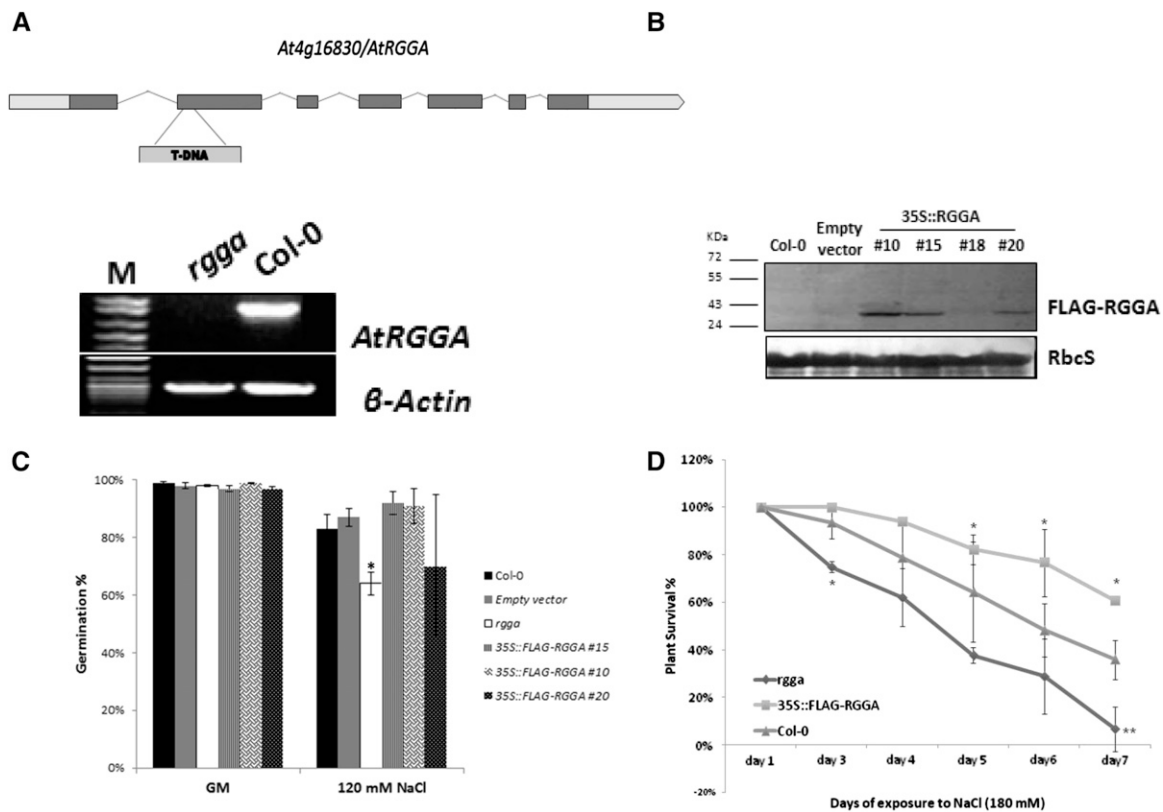 A
At4g16830/AtRGGA
T-DNA
M rgga Col-0
AtRGGA
β-Actin
B
35S::RGGA
KDa Col-0 Empty vector #10 #15 #18 #20
72
55
43
24
FLAG-RGGA
RbcS
C
Germination %
100%
80%
60%
40%
20%
0%
*
GM 120 mM NaCl
Col-0
Empty vector
rgga
35S::FLAG-RGGA #15
35S::FLAG-RGGA #10
35S::FLAG-RGGA #20
D
Plant Survival %
120%
100%
80%
60%
40%
20%
0%
-20%
* * * * **
rgga
35S::FLAG-RGGA
Col-0
day 1 day 3 day 4 day 5 day6 day7
Days of exposure to NaCl (180 mM)